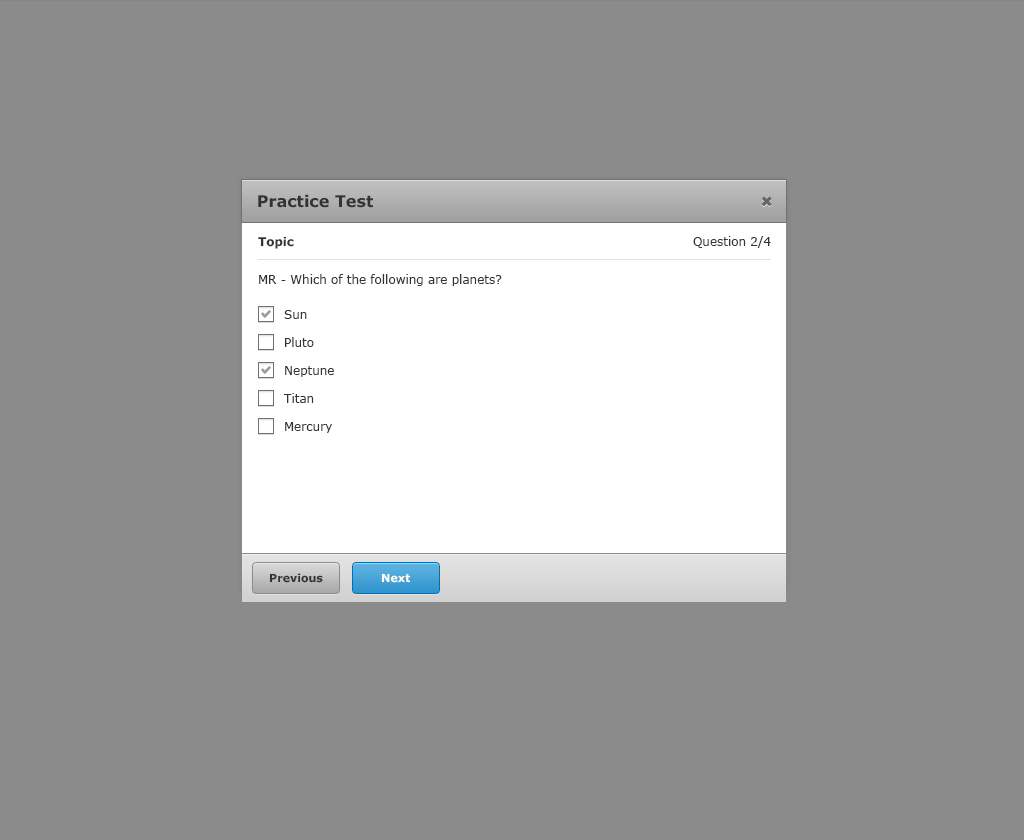 Practice Test
Topic
Question 2/4
MR - Which of the following are planets?
Sun
Pluto
Neptune
Titan
Mercury
Previous
Next